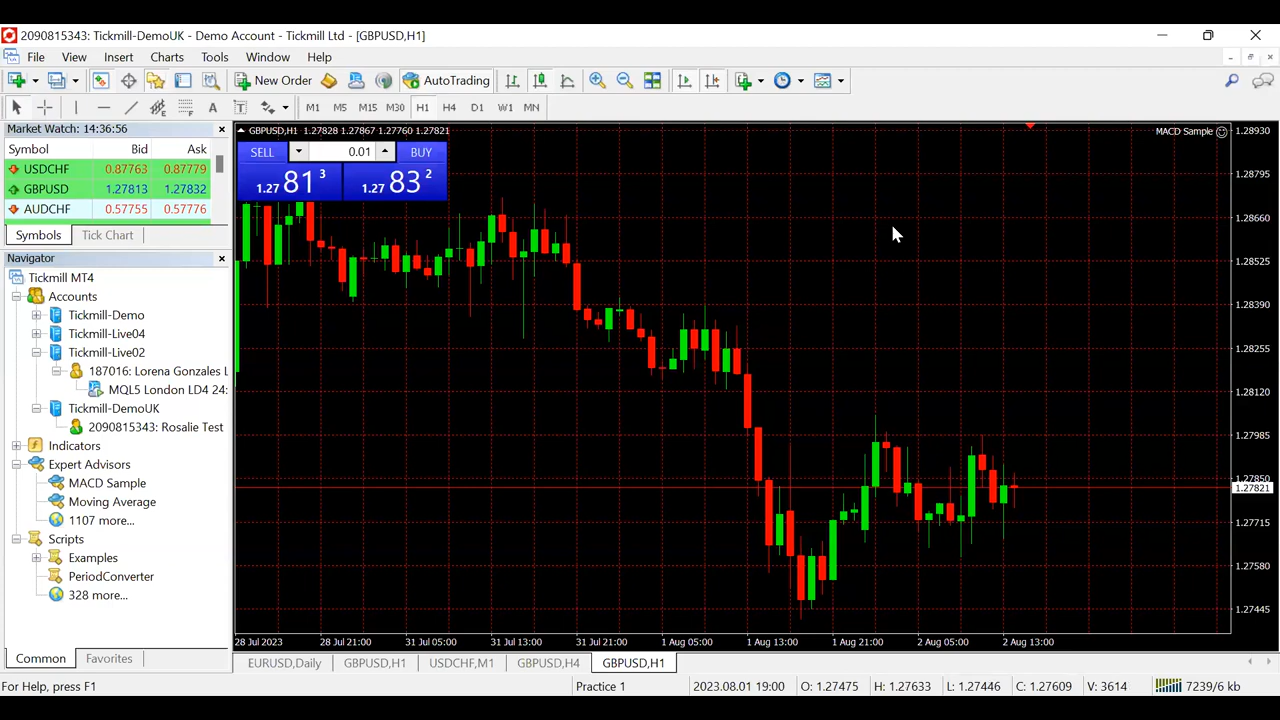 2090815343: Tickmill-DemoUK - Demo Account - Tickmill Ltd - [GBPUSD,H1]
File View Insert Charts Tools Window Help
New Order AutoTrading
A T M1 M5 M15 M30 H1 H4 D1 W1 MN
Market Watch: 14:36:56
Symbol Bid Ask
USDCHF 0.87763 0.87779
GBPUSD 1.27813 1.27832
AUDCHF 0.57755 0.57776
Symbols Tick Chart
Navigator
Tickmill MT4
Accounts
Tickmill-Demo
Tickmill-Live04
Tickmill-Live02
187016: Lorena Gonzales L
MQL5 London LD4 24:
Tickmill-DemoUK
2090815343: Rosalie Test
Indicators
Expert Advisors
MACD Sample
Moving Average
1107 more...
Scripts
Examples
PeriodConverter
328 more...
Common Favorites
GBPUSD,H1 1.27828 1.27867 1.27760 1.27821
MACD Sample
SELL 0.01 BUY
1.27 81 3 1.27 83 2
1.28930
1.28795
1.28660
1.28525
1.28390
1.28255
1.28120
1.27985
1.27850
1.27821
1.27715
1.27580
1.27445
28 Jul 2023 28 Jul 21:00 31 Jul 05:00 31 Jul 13:00 31 Jul 21:00 1 Aug 05:00 1 Aug 13:00 1 Aug 21:00 2 Aug 05:00 2 Aug 13:00
EURUSD,Daily GBPUSD,H1 USDCHF,M1 GBPUSD,H4 GBPUSD,H1
For Help, press F1 Practice 1 2023.08.01 19:00 O: 1.27475 H: 1.27633 L: 1.27446 C: 1.27609 V: 3614 7239/6 kb